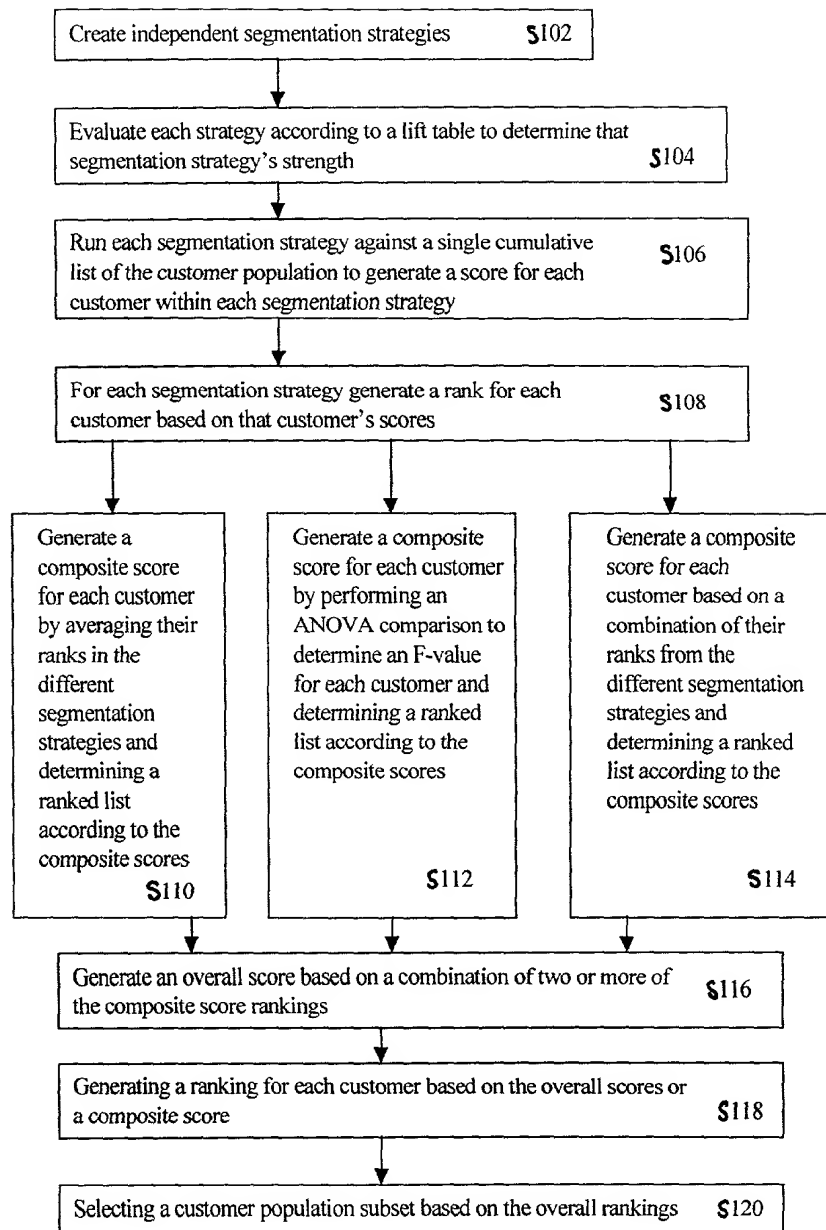 Create independent segmentation strategies S102
Evaluate each strategy according to a lift table to determine that
segmentation strategy's strength S104
Run each segmentation strategy against a single cumulative
list of the customer population to generate a score for each
customer within each segmentation strategy
S106
For each segmentation strategy generate a rank for each
customer based on that customer's scores
S108
Generate a
composite score
for each customer
by averaging their
ranks in the
different
segmentation
strategies and
determining a
ranked list
according to the
composite scores
S110
Generate a composite
score for each customer
by performing an
ANOVA comparison to
determine an F-value
for each customer and
determining a ranked
list according to the
composite scores
S112
Generate a composite
score for each
customer based on a
combination of their
ranks from the
different segmentation
strategies and
determining a ranked
list according to the
composite scores
S114
Generate an overall score based on a combination of two or more of
the composite score rankings
S116
Generating a ranking for each customer based on the overall scores or
a composite score
S118
Selecting a customer population subset based on the overall rankings S120